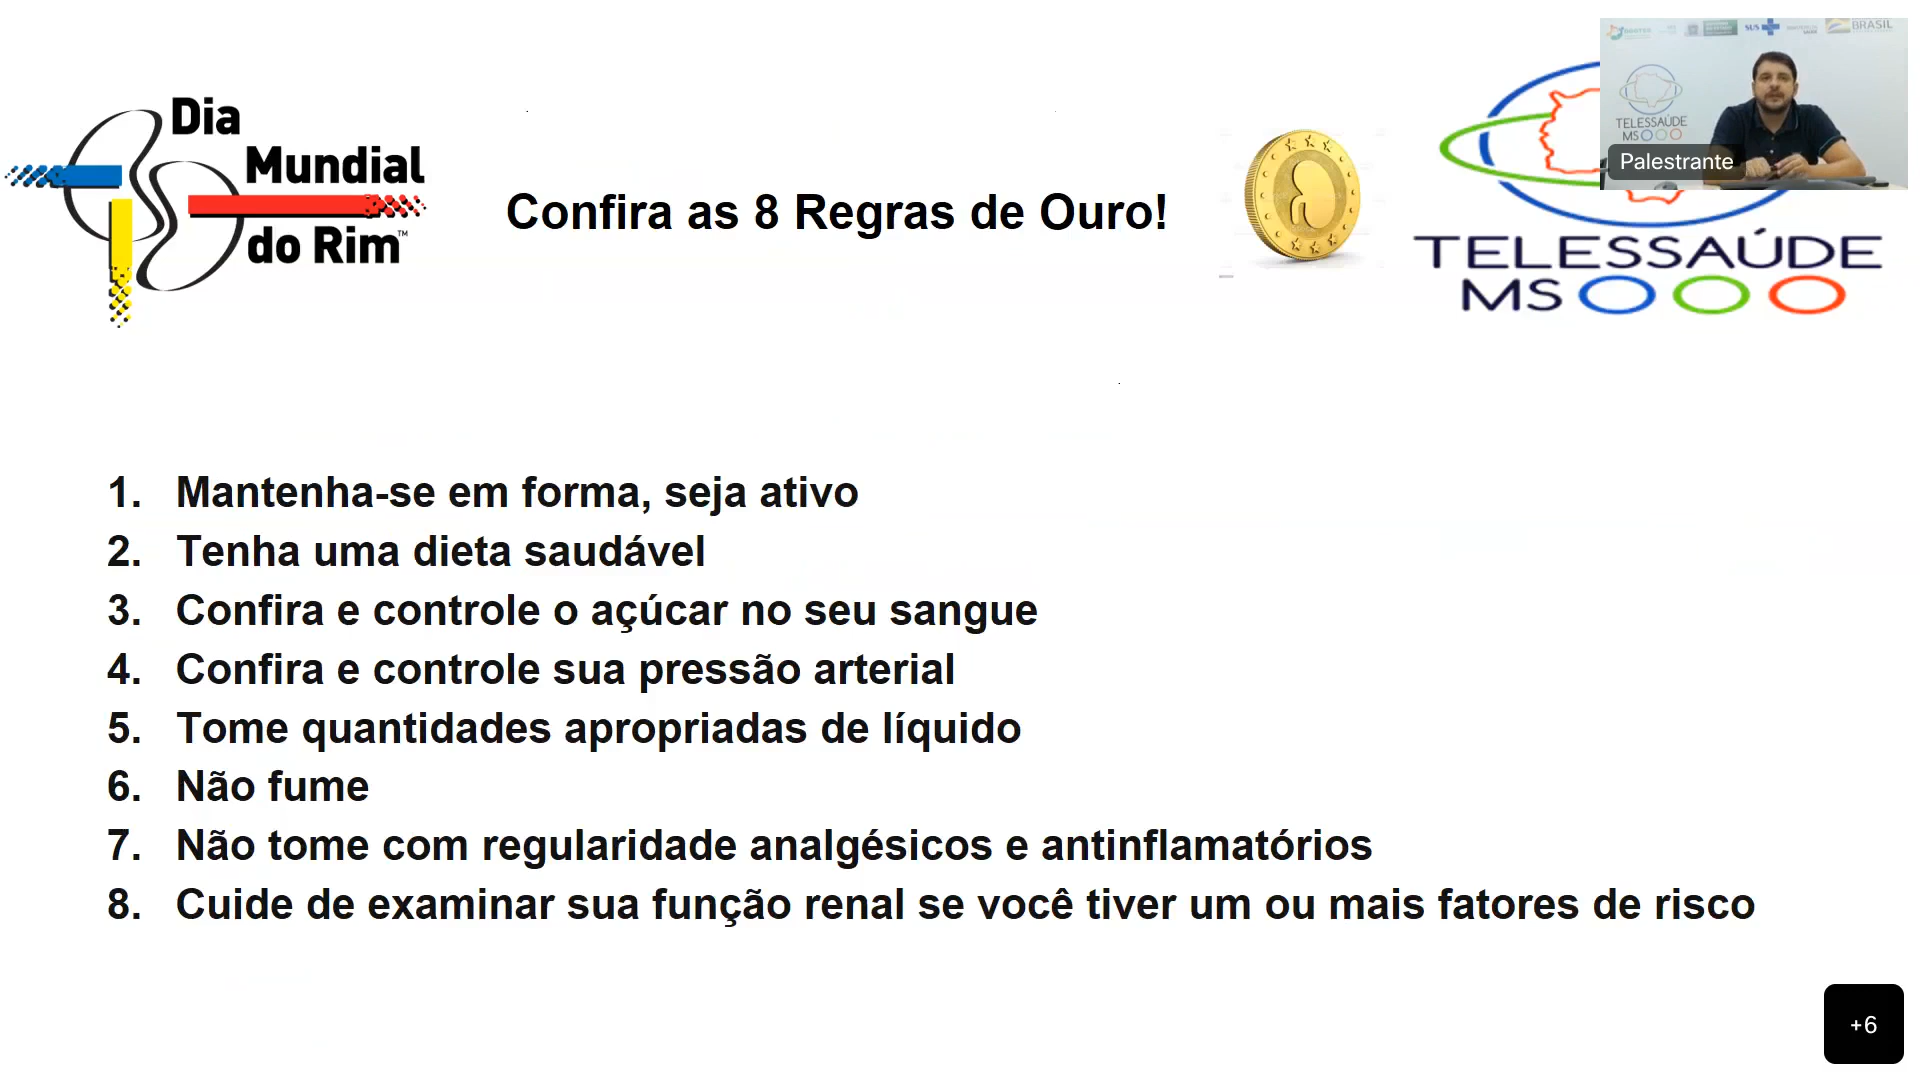 Dia
Mundial
do Rim™
Confira as 8 Regras de Ouro!
SUS
BRASIL
TELESSAÚDE
MS
Palestrante
TELESSAÚDE
MS
1. Mantenha-se em forma, seja ativo
2. Tenha uma dieta saudável
3. Confira e controle o açúcar no seu sangue
4. Confira e controle sua pressão arterial
5. Tome quantidades apropriadas de líquido
6. Não fume
7. Não tome com regularidade analgésicos e antinflamatórios
8. Cuide de examinar sua função renal se você tiver um ou mais fatores de risco
+6